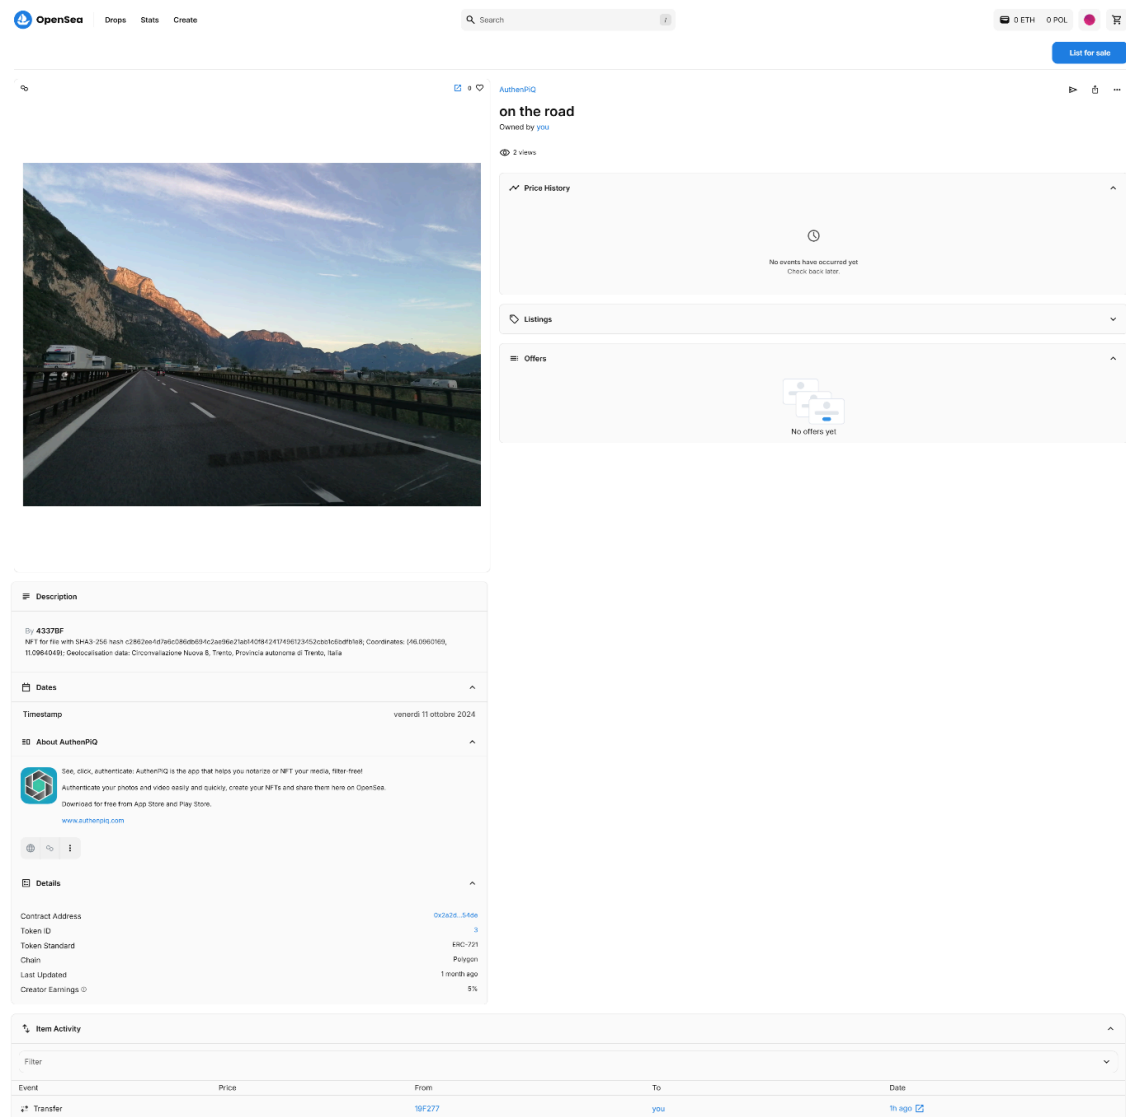 OpenSea
Drops
Stats
Create
Search
/
0 ETH
0 POL
List for sale
0
AuthenPiQ
on the road
Owned by you
2 views
Price History
No events have occurred yet
Check back later.
Listings
Offers
No offers yet
Description
By 4337BF
NFT for file with SHA3-256 hash c2862ee4d7a6c086db694c2ae96e21ab140f842417496123452cbb1c6bdfb1e8; Coordinates: (46.0960169,
11.0984049); Geolocalisation data: Circonvallazione Nuova 8, Trento, Provincia autonoma di Trento, Italia
Dates
Timestamp
venerdì 11 ottobre 2024
About AuthenPiQ
See, click, authenticate: AuthenPiQ is the app that helps you notarize or NFT your media, filter-free!
Authenticate your photos and video easily and quickly, create your NFTs and share them here on OpenSea.
Download for free from App Store and Play Store.
www.authenpiq.com
Details
Contract Address
0x2a2d...54de
Token ID
3
Token Standard
ERC-721
Chain
Polygon
Last Updated
1 month ago
Creator Earnings
5%
Item Activity
Filter
Event
Price
From
To
Date
Transfer
19F277
you
1h ago